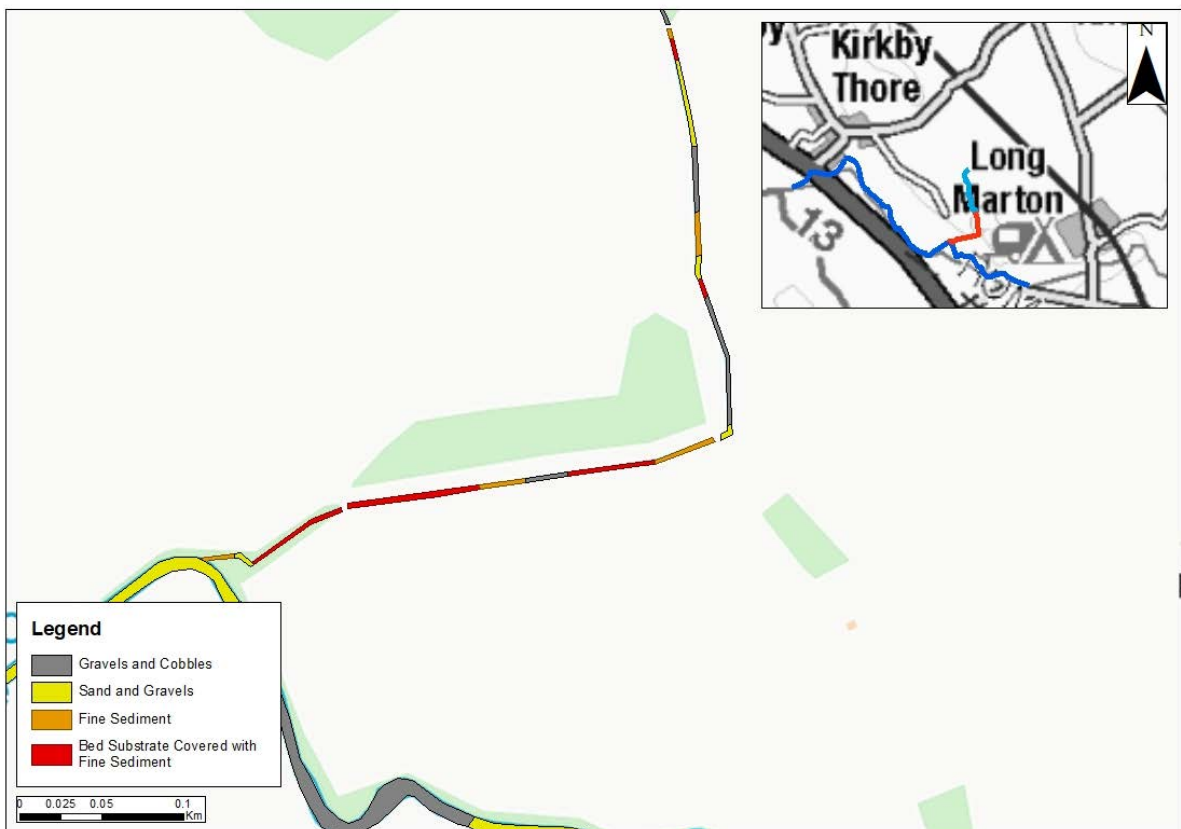 Kirkby
Thore
Long
Marton
13
N
Legend
Gravels and Cobbles
Sand and Gravels
Fine Sediment
Bed Substrate Covered with
Fine Sediment
0 0.025 0.05 0.1
Km